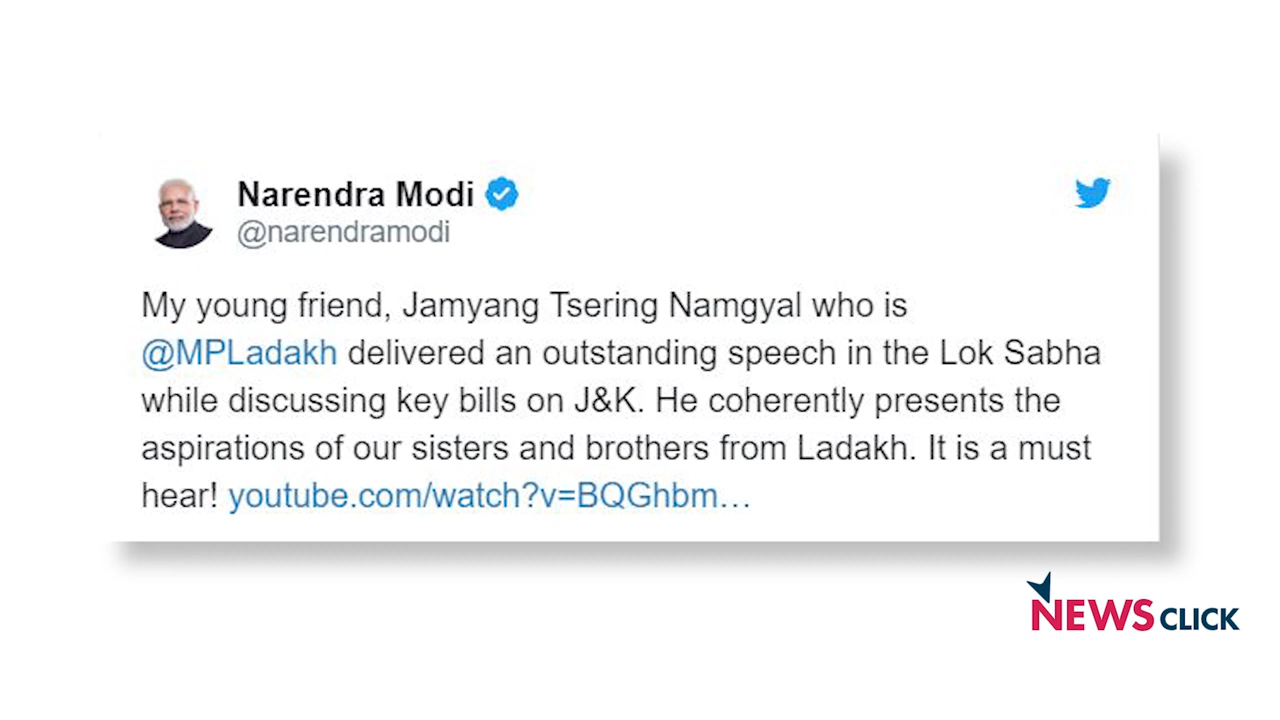 Narendra Modi
@narendramodi
My young friend, Jamyang Tsering Namgyal who is
@MPLadakh delivered an outstanding speech in the Lok Sabha
while discussing key bills on J&K. He coherently presents the
aspirations of our sisters and brothers from Ladakh. It is a must
hear! youtube.com/watch?v=BQGhbm…
NEWSCLICK